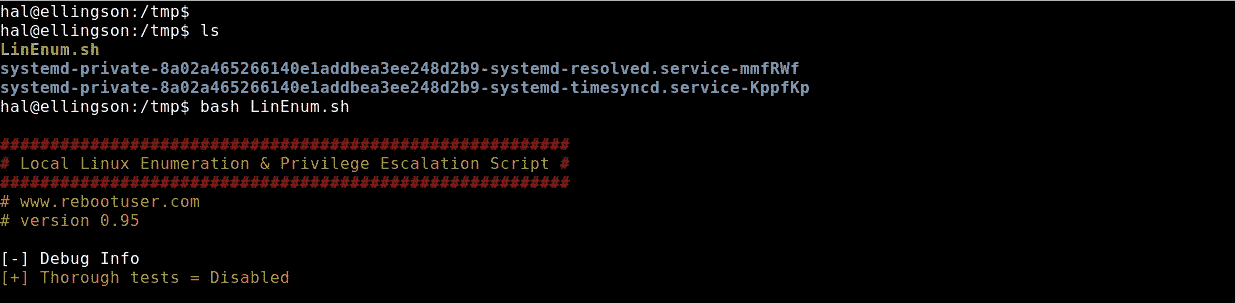 hal@ellingson:/tmp$
hal@ellingson:/tmp$ ls
LinEnum.sh
systemd-private-8a02a465266140e1addbea3ee248d2b9-systemd-resolved.service-mmfRWf
systemd-private-8a02a465266140e1addbea3ee248d2b9-systemd-timesyncd.service-KppfKp
hal@ellingson:/tmp$ bash LinEnum.sh
#########################################################
# Local Linux Enumeration & Privilege Escalation Script #
#########################################################
# www.rebootuser.com
# version 0.95
[-] Debug Info
[+] Thorough tests = Disabled